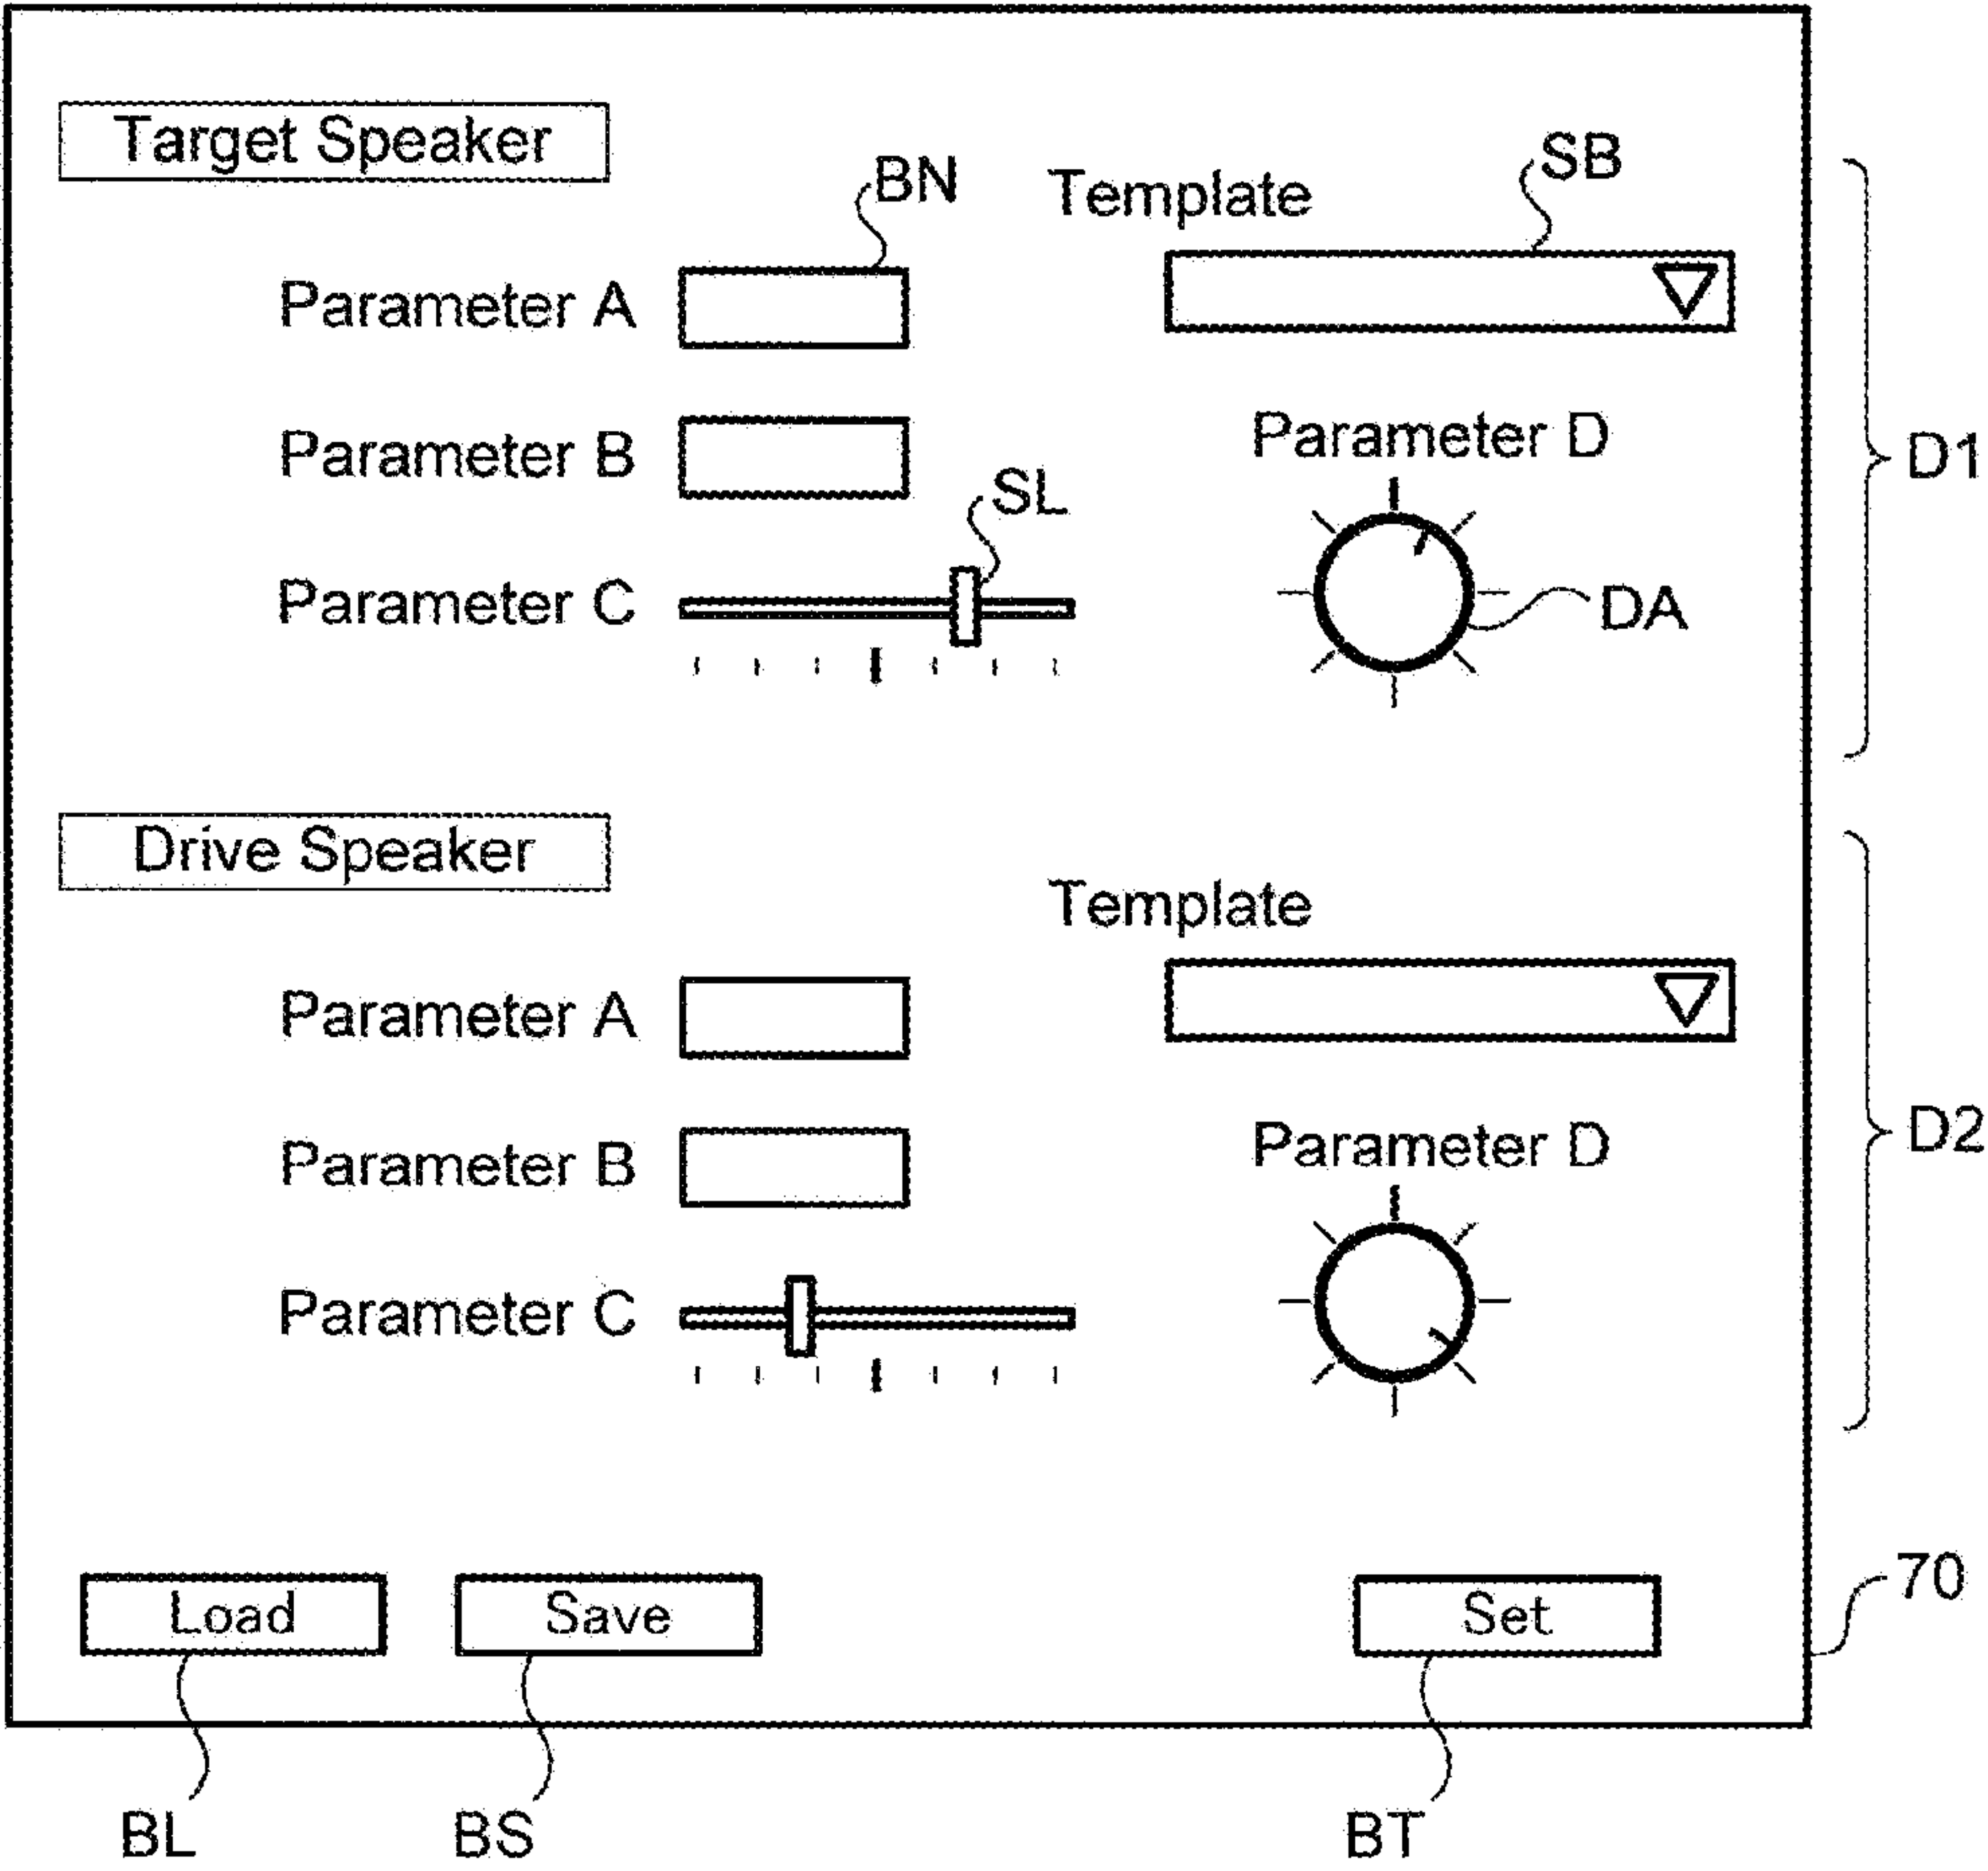 Target Speaker
BN
Template
SB
Parameter A
Parameter B
Parameter D
D1
SL
Parameter C
DA
Drive Speaker
Template
Parameter A
Parameter B
Parameter D
D2
Parameter C
Load
Save
Set
70
BL
BS
BT